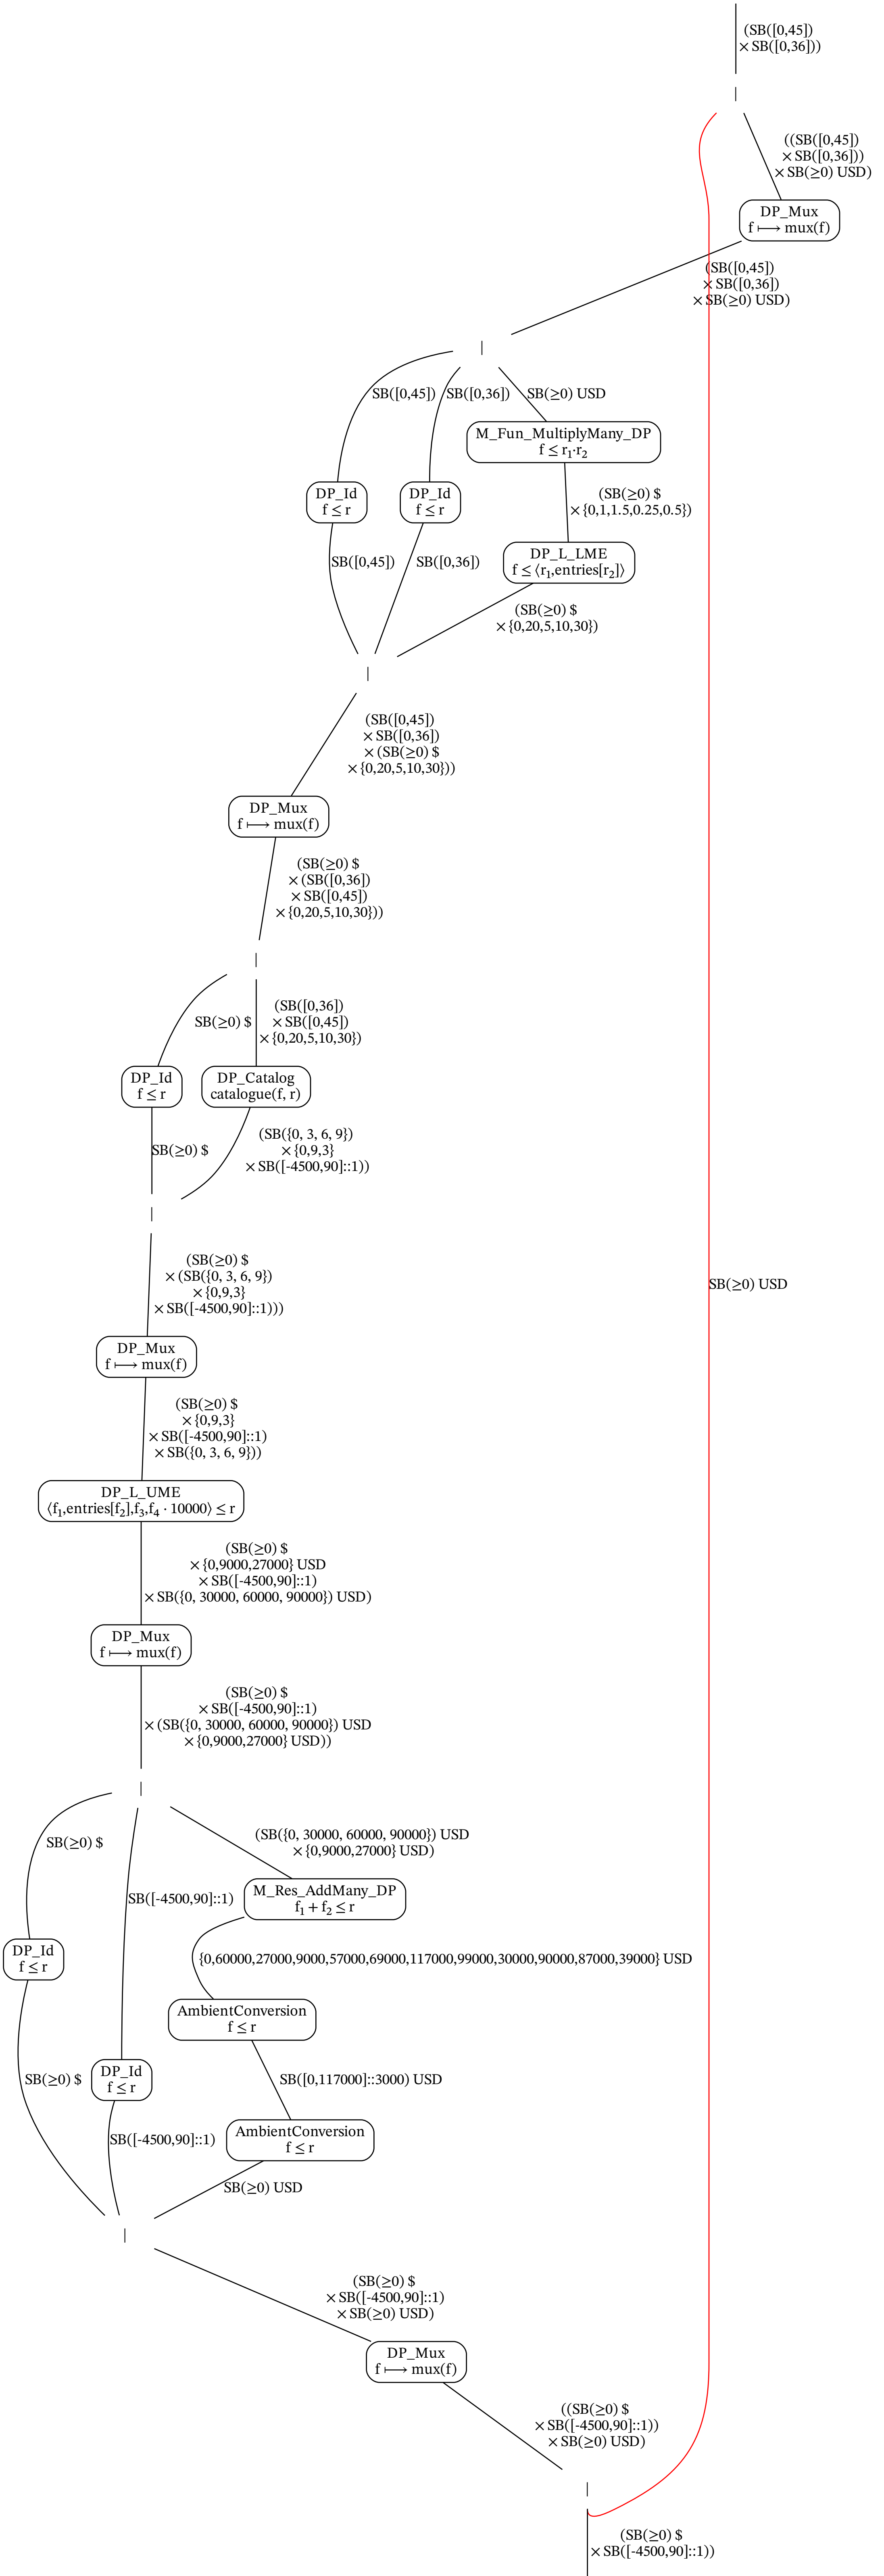 (SB([0,45])
×SB([0,36]))
|
((SB([0,45])
×SB([0,36]))
×SB(≥0) USD)
DP_Mux
f ⟼ mux(f)
(SB([0,45])
×SB([0,36])
×SB(≥0) USD)
|
SB([0,45])
SB([0,36])
SB(≥0) USD
M_Fun_MultiplyMany_DP
f ≤ r₁·r₂
DP_Id
f ≤ r
DP_Id
f ≤ r
(SB(≥0) $
×{0,1,1.5,0.25,0.5})
DP_L_LME
f ≤ ⟨r₁,entries[r₂]⟩
SB([0,45])
SB([0,36])
(SB(≥0) $
×{0,20,5,10,30})
|
(SB([0,45])
×SB([0,36])
×(SB(≥0) $
×{0,20,5,10,30}))
DP_Mux
f ⟼ mux(f)
(SB(≥0) $
×(SB([0,36])
×SB([0,45])
×{0,20,5,10,30}))
|
SB(≥0) $
(SB([0,36])
×SB([0,45])
×{0,20,5,10,30})
DP_Id
f ≤ r
DP_Catalog
catalogue(f, r)
SB(≥0) $
(SB({0, 3, 6, 9})
×{0,9,3}
×SB([-4500,90]::1))
|
SB(≥0) USD
(SB(≥0) $
×(SB({0, 3, 6, 9})
×{0,9,3}
×SB([-4500,90]::1)))
DP_Mux
f ⟼ mux(f)
(SB(≥0) $
×{0,9,3}
×SB([-4500,90]::1)
×SB({0, 3, 6, 9}))
DP_L_UME
⟨f₁,entries[f₂],f₃,f₄ · 10000⟩ ≤ r
(SB(≥0) $
×{0,9000,27000} USD
×SB([-4500,90]::1)
×SB({0, 30000, 60000, 90000}) USD)
DP_Mux
f ⟼ mux(f)
(SB(≥0) $
×SB([-4500,90]::1)
×(SB({0, 30000, 60000, 90000}) USD
×{0,9000,27000} USD))
|
SB(≥0) $
SB([-4500,90]::1)
(SB({0, 30000, 60000, 90000}) USD
×{0,9000,27000} USD)
M_Res_AddMany_DP
f₁ + f₂ ≤ r
DP_Id
f ≤ r
{0,60000,27000,9000,57000,69000,117000,99000,30000,90000,87000,39000} USD
AmbientConversion
f ≤ r
SB(≥0) $
DP_Id
f ≤ r
SB([0,117000]::3000) USD
SB([-4500,90]::1)
AmbientConversion
f ≤ r
SB(≥0) USD
|
(SB(≥0) $
×SB([-4500,90]::1)
×SB(≥0) USD)
DP_Mux
f ⟼ mux(f)
((SB(≥0) $
×SB([-4500,90]::1))
×SB(≥0) USD)
|
(SB(≥0) $
×SB([-4500,90]::1))